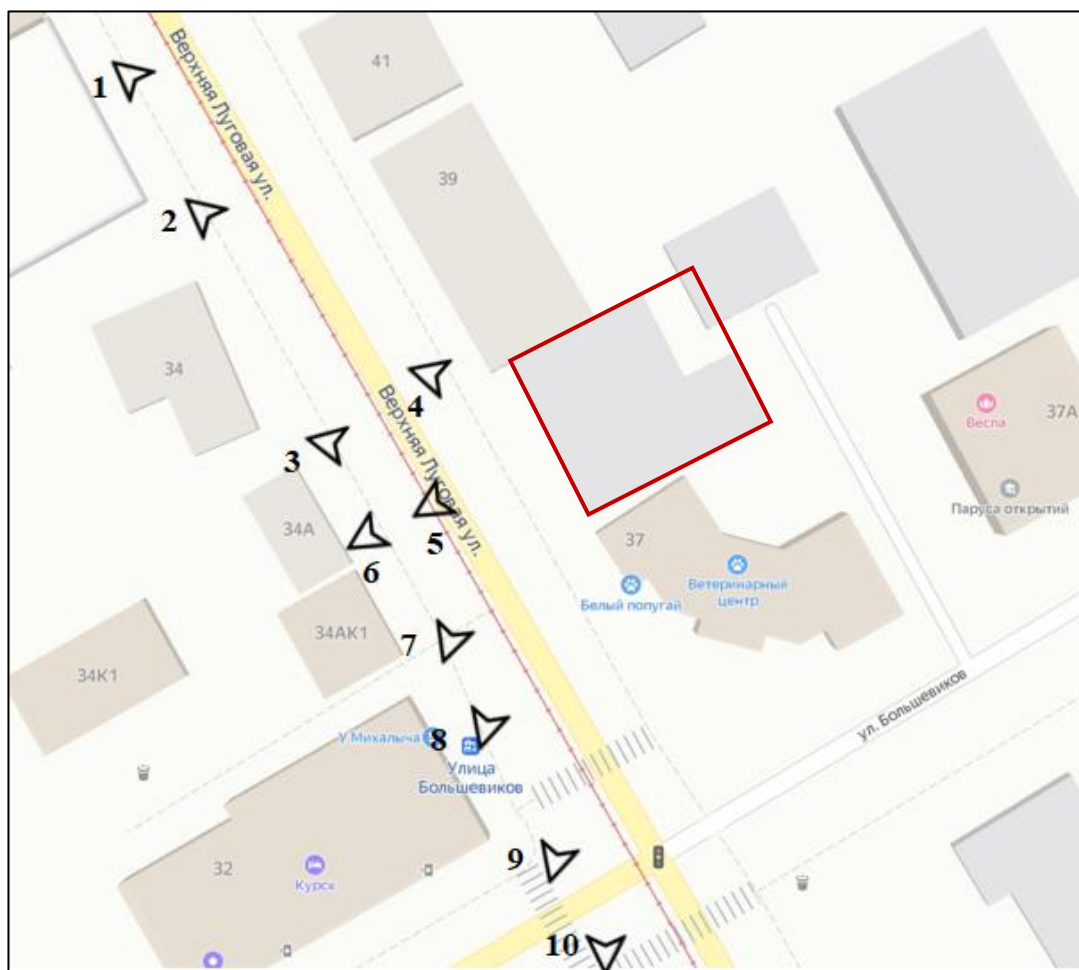 1
Верхняя Луговая ул.
41
39
2
34
4
3
Верхняя Луговая ул.
5
6
34А
34АК1
7
34К1
37
Белый попугай
Ветеринарный
центр
Веспа
37А
Паруса открытий
ул. Большевиков
У Михалыча
8
Улица
Большевиков
9
32
Курск
10